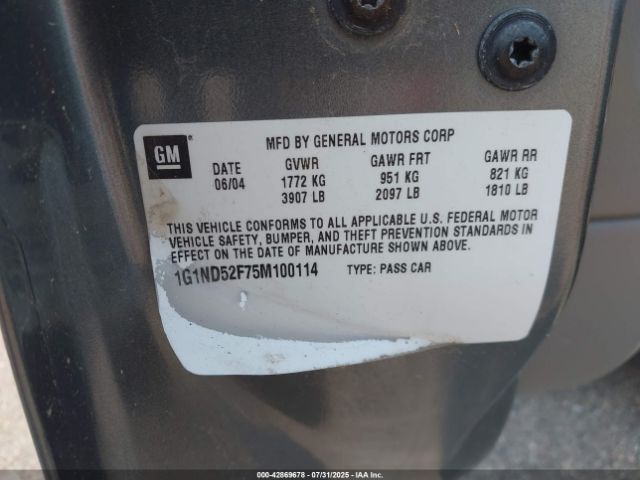 GM
MFD BY GENERAL MOTORS CORP
DATE GVWR GAWR FRT GAWR RR
06/04 1772 KG 951 KG 821 KG
3907 LB 2097 LB 1810 LB
THIS VEHICLE CONFORMS TO ALL APPLICABLE U.S. FEDERAL MOTOR
VEHICLE SAFETY, BUMPER, AND THEFT PREVENTION STANDARDS IN
EFFECT ON THE DATE OF MANUFACTURE SHOWN ABOVE.
1G1ND52F75M100114 TYPE: PASS CAR
1G - 42869678 - 07/31/2025 - IAA Inc.